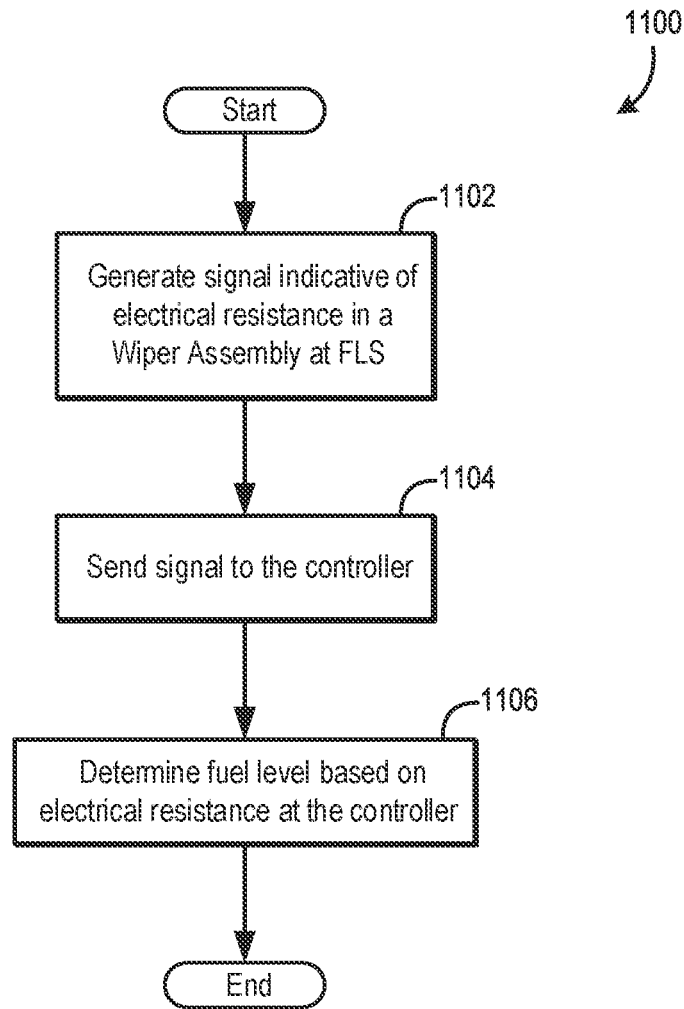 1100
Start
1102
Generate signal indicative of
electrical resistance in a
Wiper Assembly at FLS
1104
Send signal to the controller
1106
Determine fuel level based on
electrical resistance at the controller
End